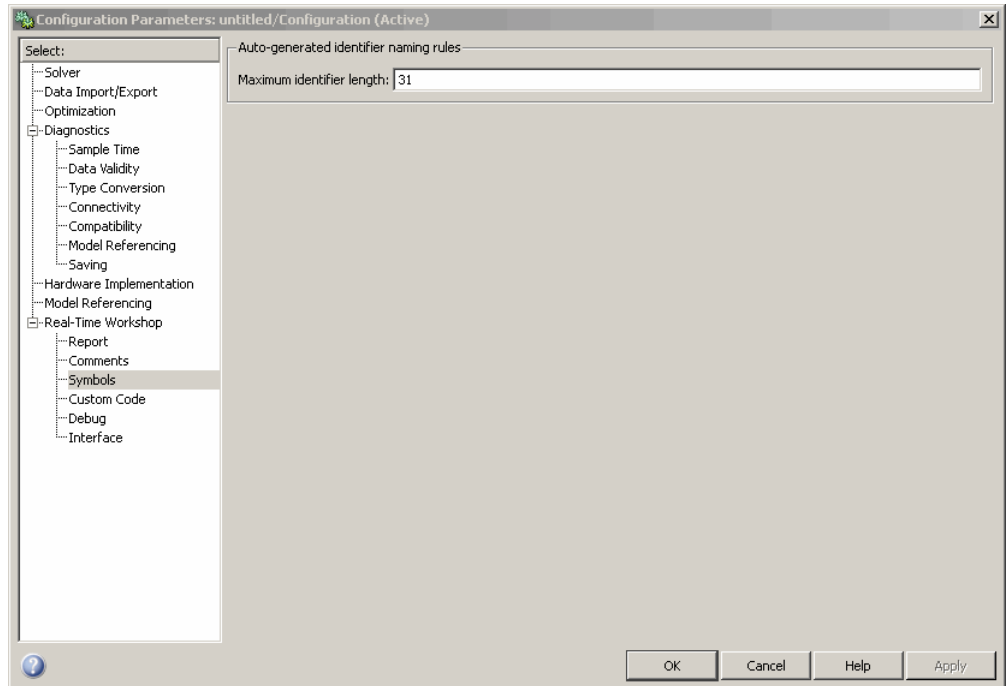 Configuration Parameters: untitled/Configuration (Active)
Select:
Solver
Data Import/Export
Optimization
Diagnostics
Sample Time
Data Validity
Type Conversion
Connectivity
Compatibility
Model Referencing
Saving
Hardware Implementation
Model Referencing
Real-Time Workshop
Report
Comments
Symbols
Custom Code
Debug
Interface
Auto-generated identifier naming rules
Maximum identifier length: 31
OK Cancel Help Apply